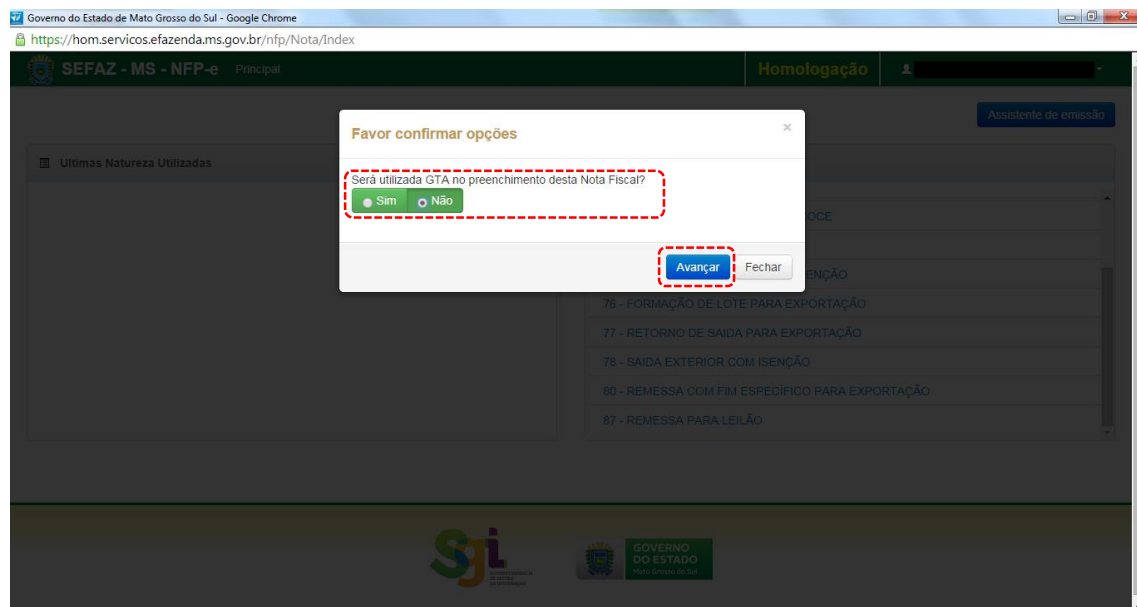 Governo do Estado de Mato Grosso do Sul - Google Chrome
https://hom.servicos.efazenda.ms.gov.br/nfp/Nota/Index
SEFAZ - MS - NFP-e Principal Homologação
Assistente de emissão
Favor confirmar opções ×
Ultimas Natureza Utilizadas
Será utilizada GTA no preenchimento desta Nota Fiscal?
Sim Não
OCE
Avançar Fechar
ENÇÃO
76 - FORMAÇÃO DE LOTE PARA EXPORTAÇÃO
77 - RETORNO DE SAIDA PARA EXPORTAÇÃO
78 - SAIDA EXTERIOR COM ISENÇÃO
80 - REMESSA COM FIM ESPECÍFICO PARA EXPORTAÇÃO
87 - REMESSA PARA LEILÃO
Sgi
GOVERNO
DO ESTADO
Mato Grosso do Sul